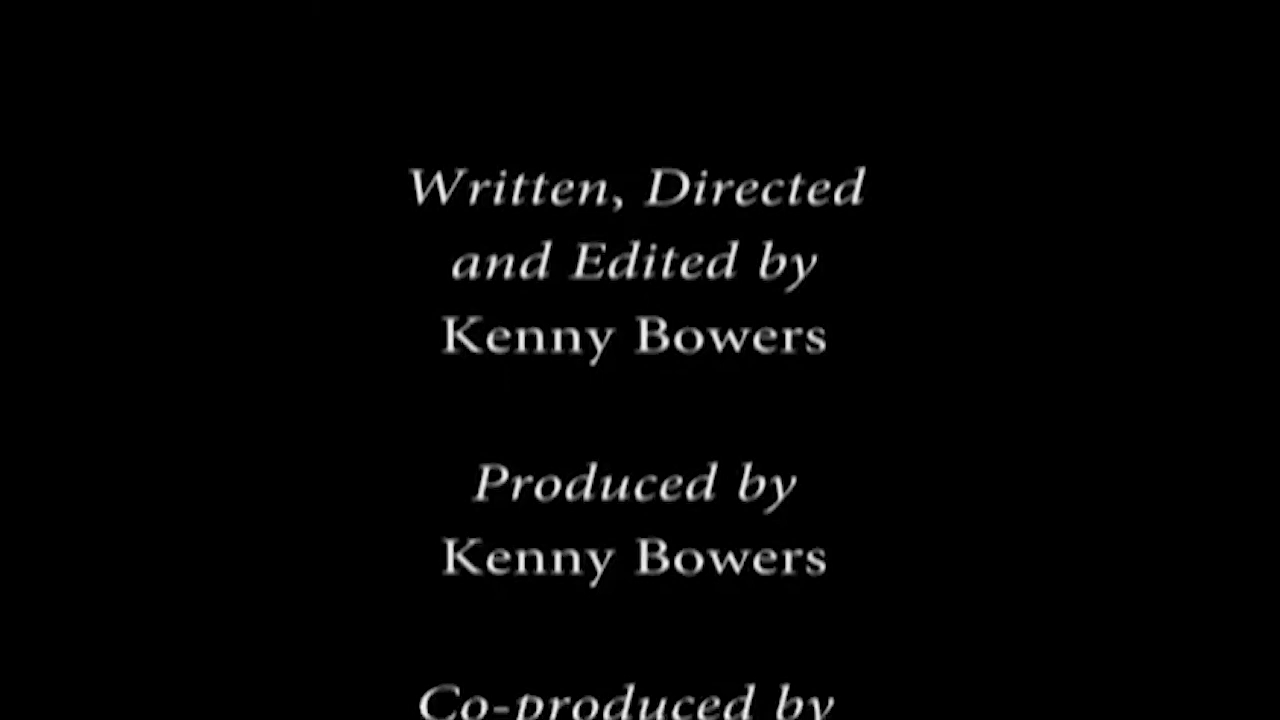 Written, Directed
and Edited by
Kenny Bowers
Produced by
Kenny Bowers
Co-produced by